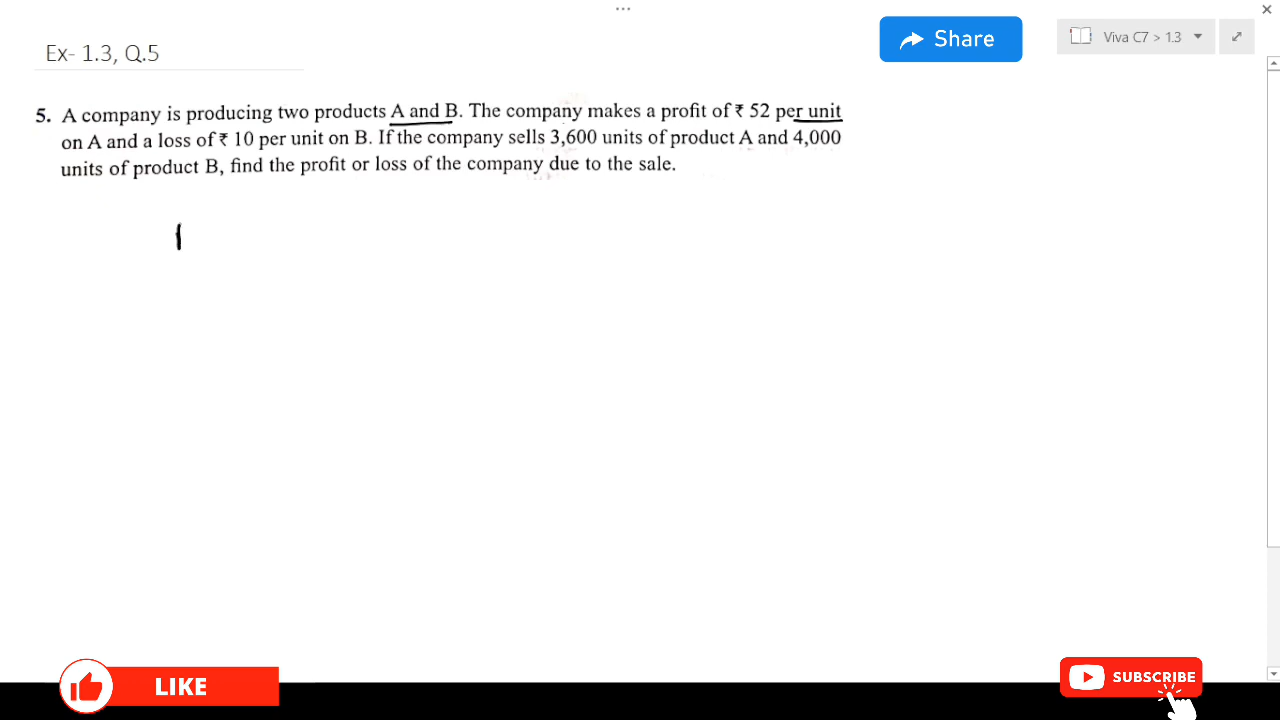 ...
Share
Viva C7 > 1.3
Ex- 1.3, Q.5
5. A company is producing two products A and B. The company makes a profit of ₹ 52 per unit
on A and a loss of ₹ 10 per unit on B. If the company sells 3,600 units of product A and 4,000
units of product B, find the profit or loss of the company due to the sale.
LIKE
SUBSCRIBE